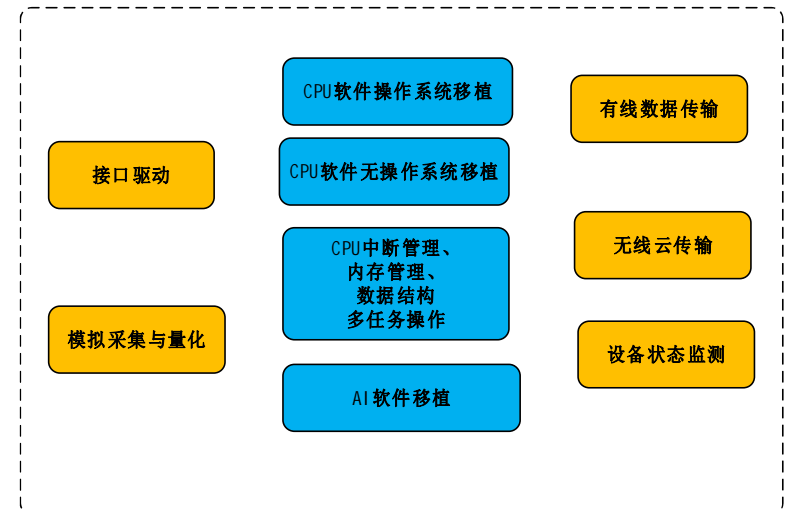 接口驱动
模拟采集与量化
CPU软件操作系统移植
CPU软件无操作系统移植
CPU中断管理、
内存管理、
数据结构
多任务操作
AI软件移植
有线数据传输
无线云传输
设备状态监测